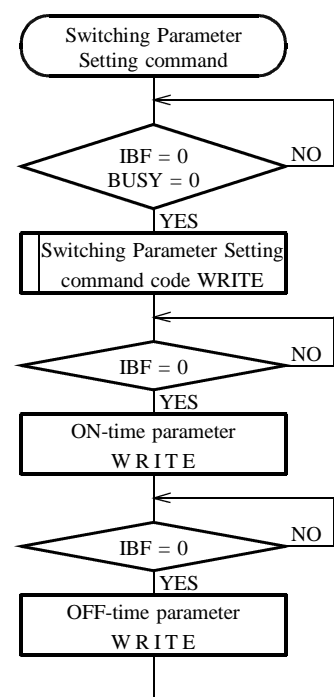 Switching Parameter
Setting command
IBF = 0
BUSY = 0
NO
YES
Switching Parameter Setting
command code WRITE
IBF = 0
NO
YES
ON-time parameter
WRITE
IBF = 0
NO
YES
OFF-time parameter
WRITE